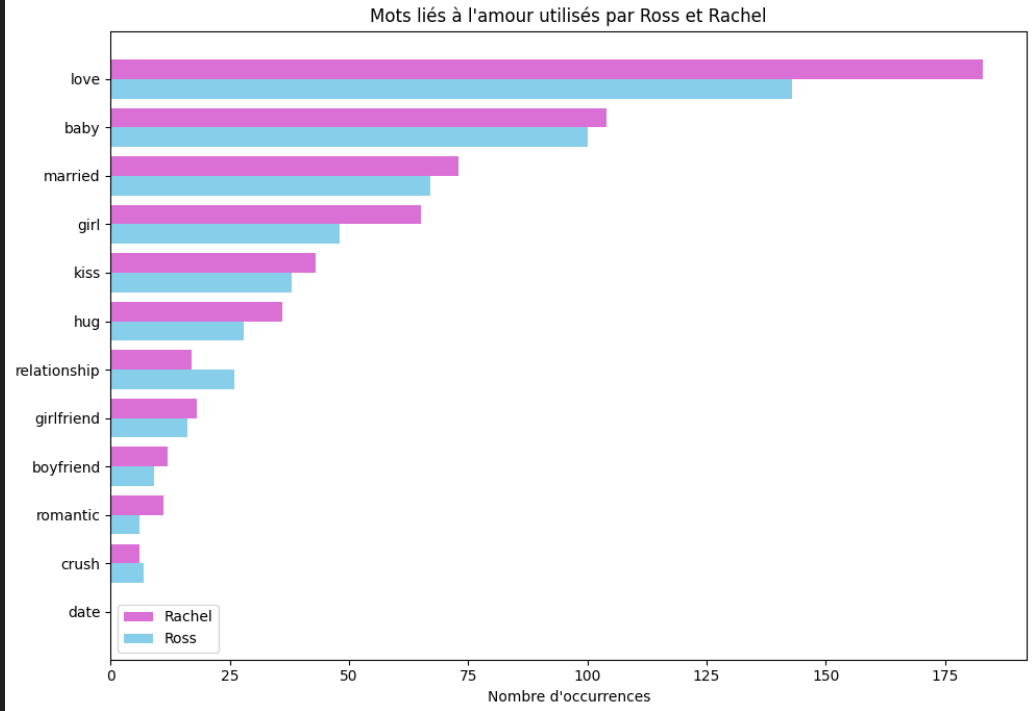 Mots liés à l'amour utilisés par Ross et Rachel
love
baby
married
girl
kiss
hug
relationship
girlfriend
boyfriend
romantic
crush
date
Rachel
Ross
0 25 50 75 100 125 150 175
Nombre d'occurrences